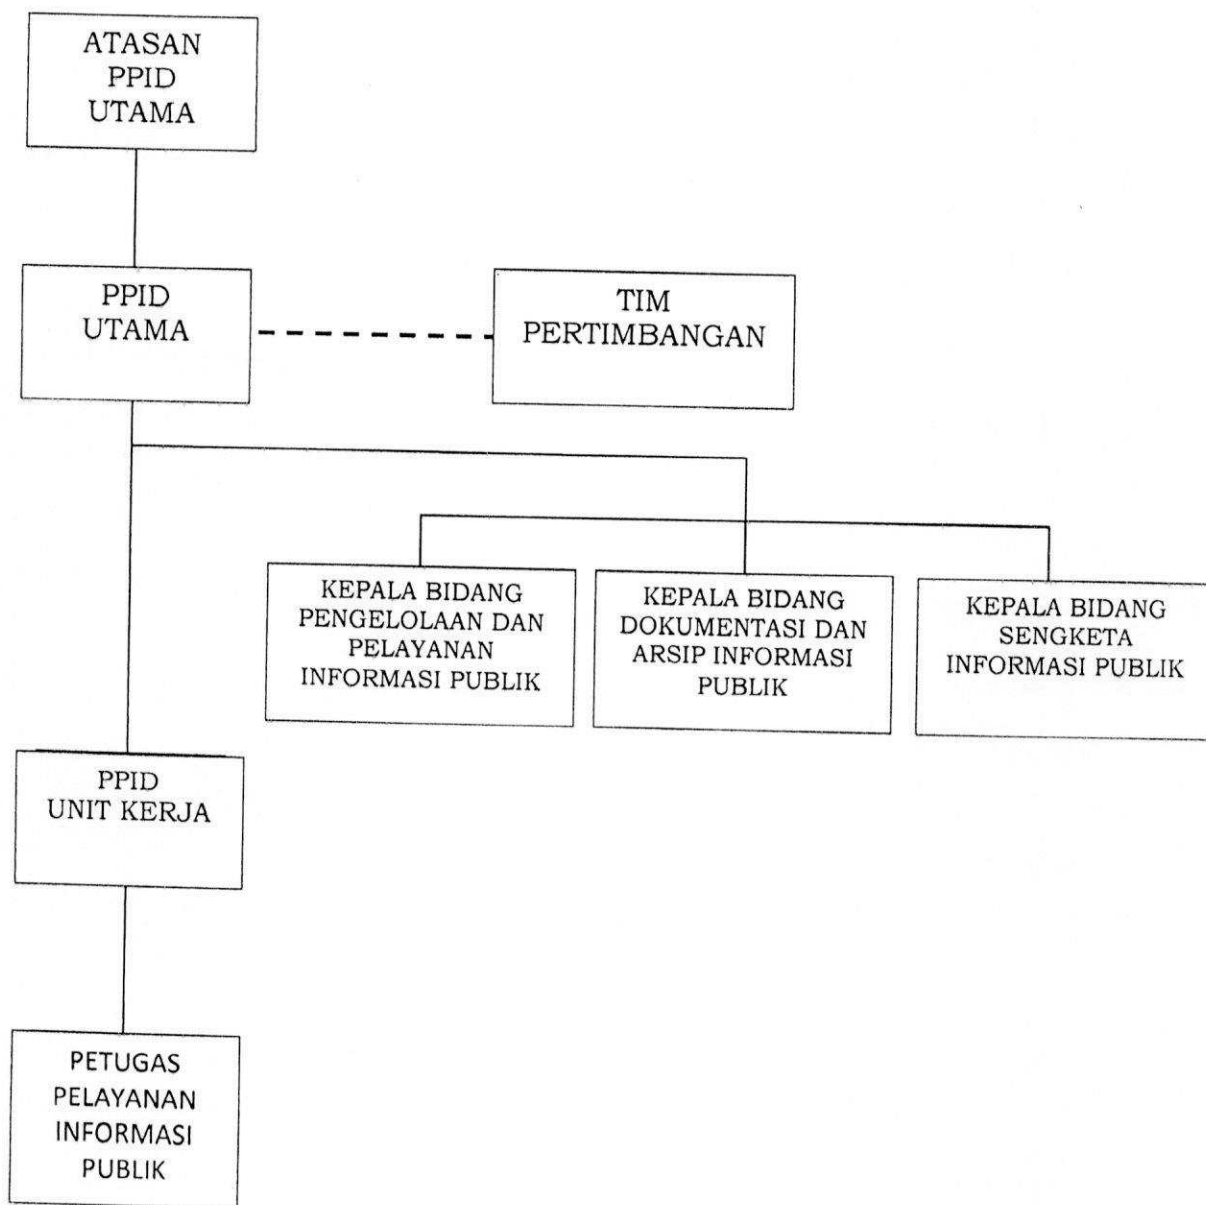 ATASAN
PPID
UTAMA
PPID
UTAMA
TIM
PERTIMBANGAN
KEPALA BIDANG
PENGELOLAAN DAN
PELAYANAN
INFORMASI PUBLIK
KEPALA BIDANG
DOKUMENTASI DAN
ARSIP INFORMASI
PUBLIK
KEPALA BIDANG
SENGKETA
INFORMASI PUBLIK
PPID
UNIT KERJA
PETUGAS
PELAYANAN
INFORMASI
PUBLIK